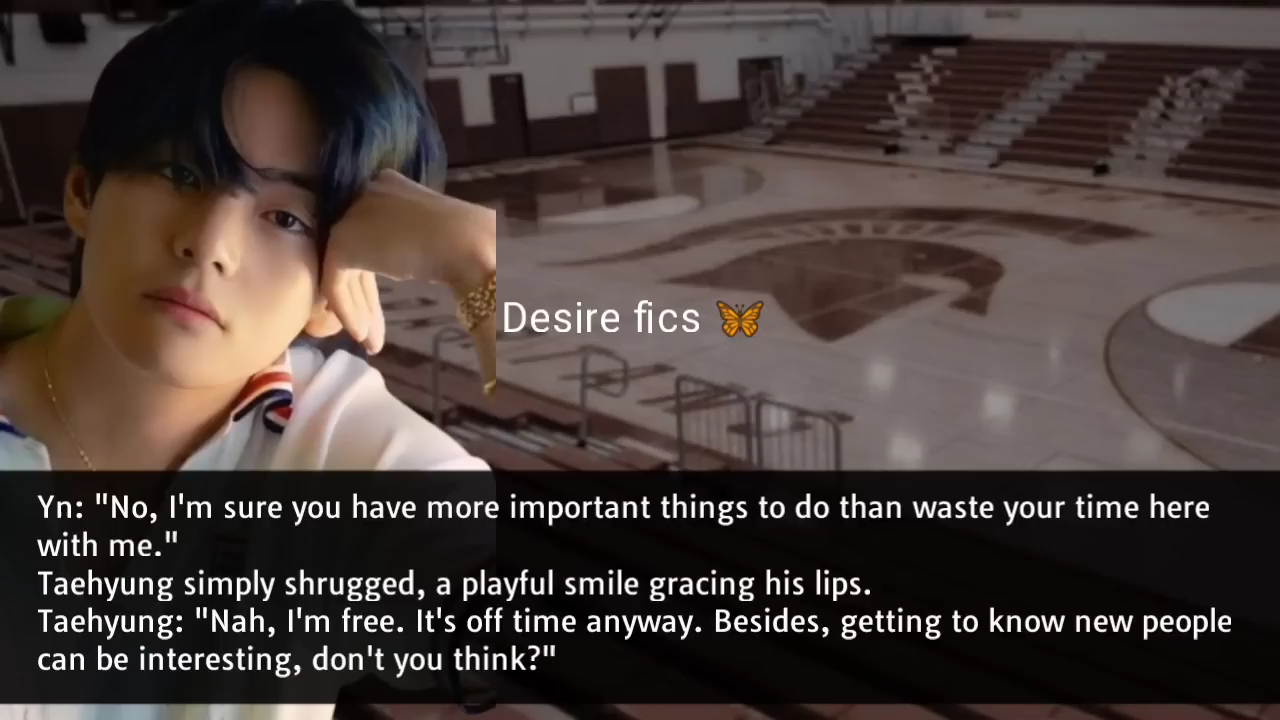 Desire fics 🦋
Yn: "No, I'm sure you have more important things to do than waste your time here
with me."
Taehyung simply shrugged, a playful smile gracing his lips.
Taehyung: "Nah, I'm free. It's off time anyway. Besides, getting to know new people
can be interesting, don't you think?"